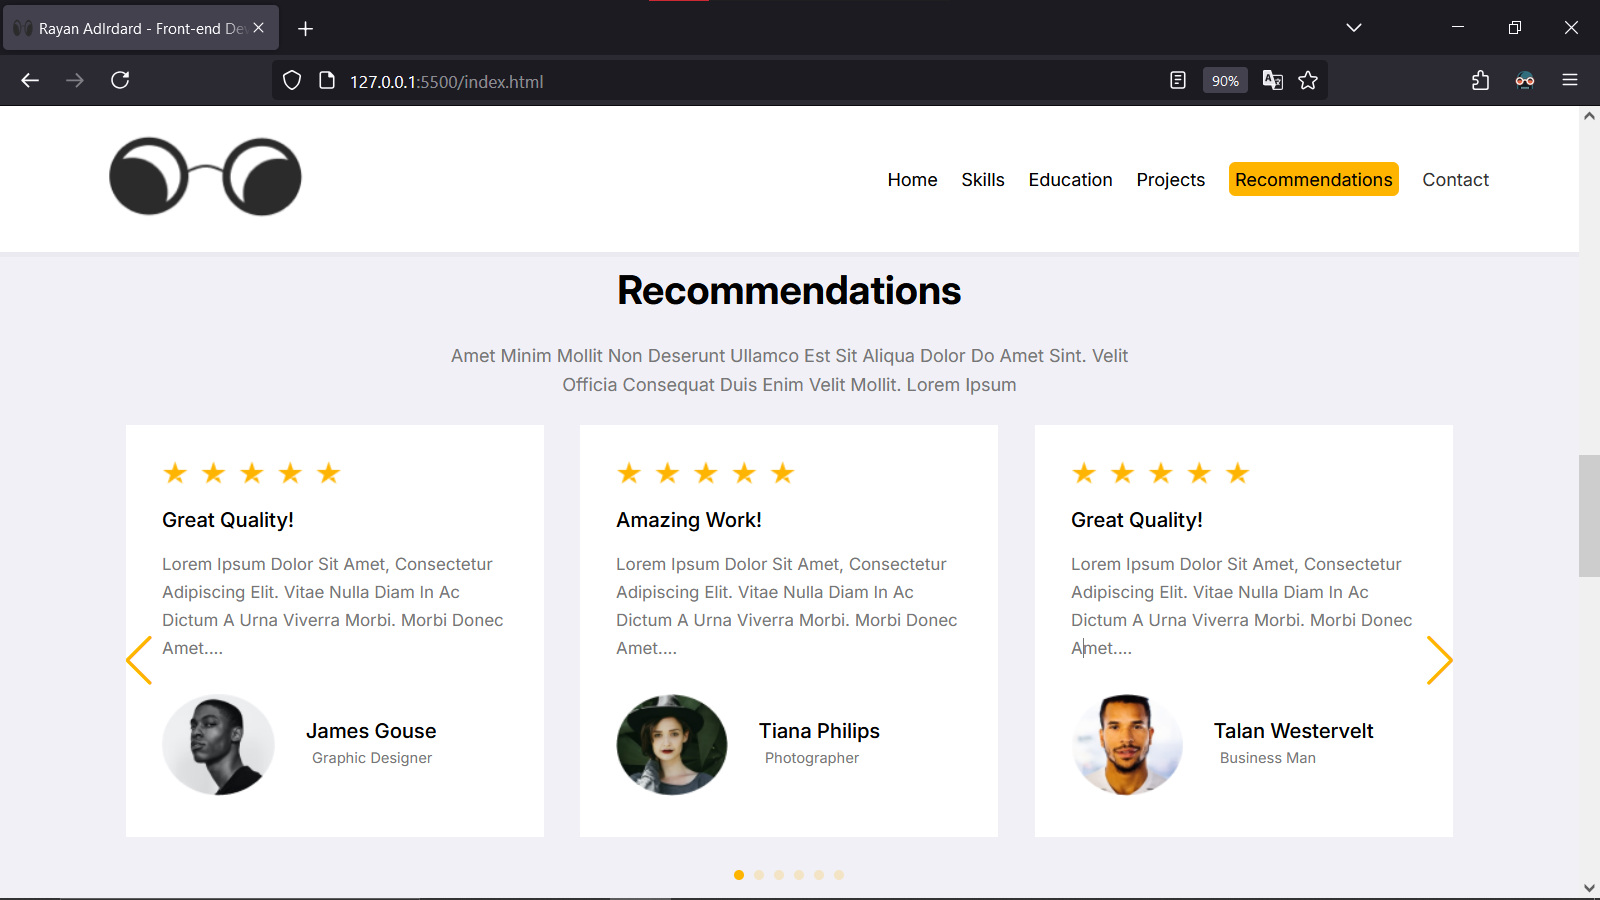 Rayan Adlrdard - Front-end Dev
127.0.0.1:5500/index.html
90%
Home Skills Education Projects Recommendations Contact
Recommendations
Amet Minim Mollit Non Deserunt Ullamco Est Sit Aliqua Dolor Do Amet Sint. Velit
Officia Consequat Duis Enim Velit Mollit. Lorem Ipsum
Great Quality!
Lorem Ipsum Dolor Sit Amet, Consectetur
Adipiscing Elit. Vitae Nulla Diam In Ac
Dictum A Urna Viverra Morbi. Morbi Donec
Amet....
James Gouse
Graphic Designer
Amazing Work!
Lorem Ipsum Dolor Sit Amet, Consectetur
Adipiscing Elit. Vitae Nulla Diam In Ac
Dictum A Urna Viverra Morbi. Morbi Donec
Amet....
Tiana Philips
Photographer
Great Quality!
Lorem Ipsum Dolor Sit Amet, Consectetur
Adipiscing Elit. Vitae Nulla Diam In Ac
Dictum A Urna Viverra Morbi. Morbi Donec
Amet....
Talan Westervelt
Business Man